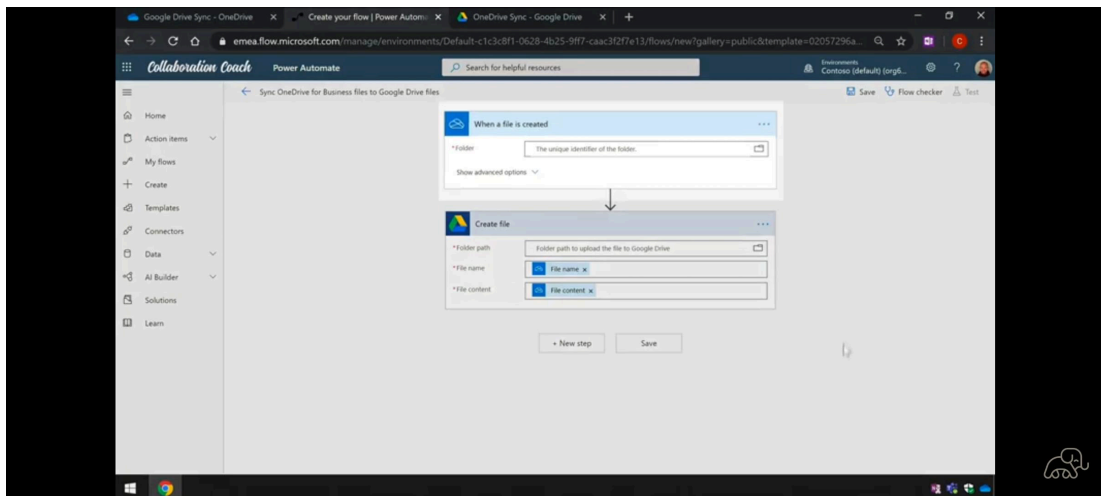 Google Drive Sync - OneDrive
Create your flow | Power Autom
OneDrive Sync - Google Drive
emea.flow.microsoft.com/manage/environments/Default-c1c3c8f1-0628-4b25-9ff7-caac3f2f7e13/flows/new?gallery=public&template=02057296a...
Collaboration Coach Power Automate Search for helpful resources
Environments
Contoso (default) (org6...
Sync OneDrive for Business files to Google Drive files Save Flow checker Test
Home
Action items
My flows
Create
Templates
Connectors
Data
AI Builder
Solutions
Learn
When a file is created
*Folder The unique identifier of the folder.
Show advanced options
Create file
*Folder path Folder path to upload the file to Google Drive
*File name File name x
*File content File content x
+ New step Save